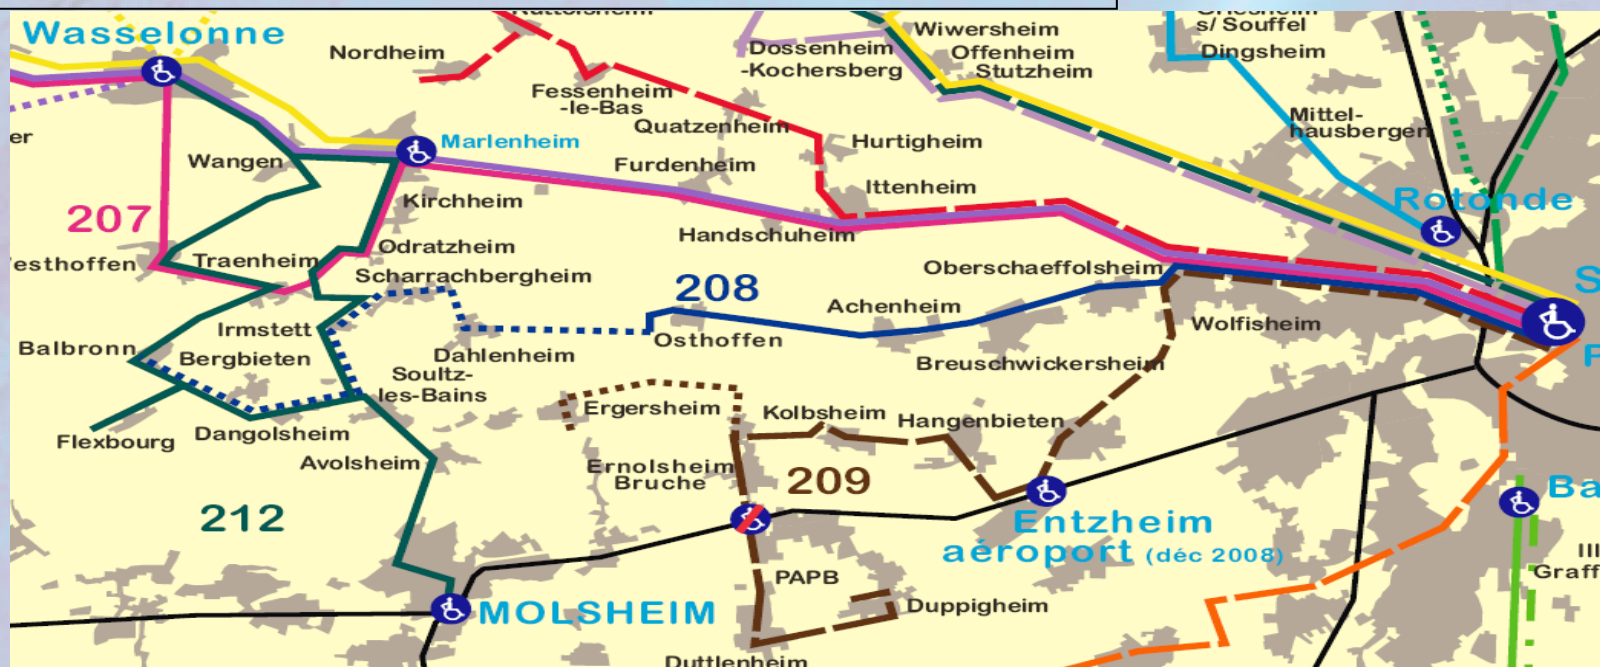 Wasselonne
Nordheim
Fessenheim
-le-Bas
Quatzenheim
Furdenheim
Dossenheim
-Kochersberg
Wiwersheim
Offenheim
Stutzheim
s/ Souffel
Dingsheim
Mittel-
hausbergen
Marlenheim
Wangen
Hurtigheim
Ittenheim
Rotonde
Kirchheim
207
Handschuheim
Odratzheim
Traenheim
Scharrachbergheim
208
Oberschaeffolsheim
Achenheim
Wolfisheim
Irmstett
Osthoffen
Balbronn
Bergbieten
Dahlenheim
Breuschwickersheim
Soultz-
les-Bains
Ergersheim
Kolbsheim
Hangenbieten
Flexbourg
Dangolsheim
Avolsheim
Ernolsheim
Bruche
209
212
Entzheim
aéroport (déc 2008)
PAPB
Duppigheim
MOLSHEIM
Duttlenheim